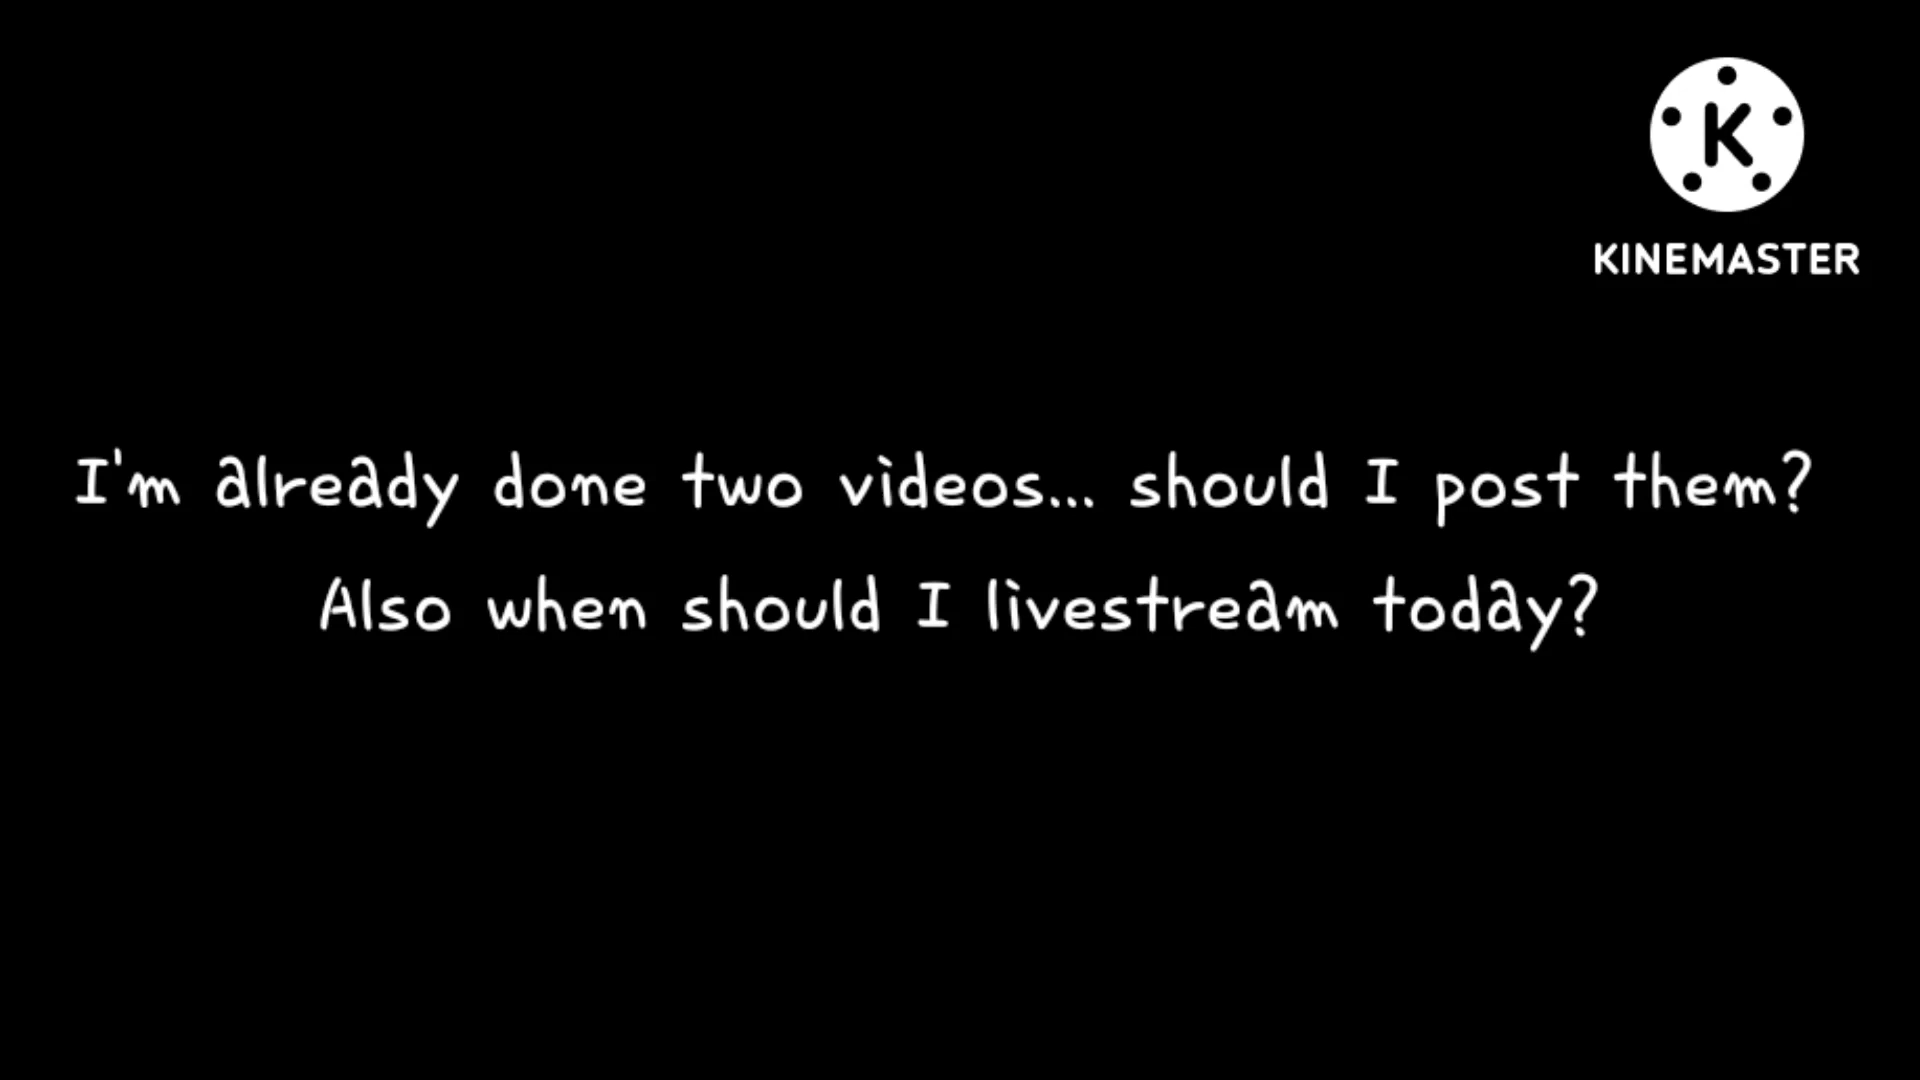 K
KINEMASTER
I'm already done two videos... should I post them?
Also when should I livestream today?